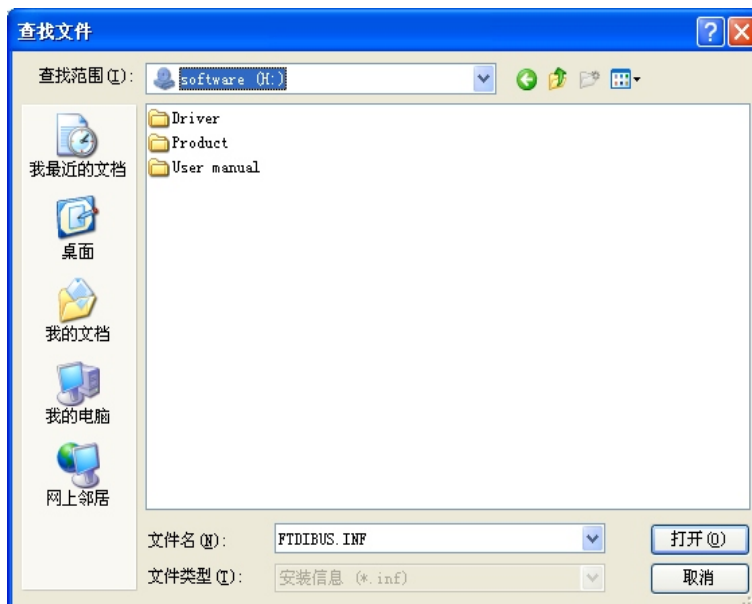 查找文件
查找范围(I): software (H:)
Driver
Product
User manual
我最近的文档
桌面
我的文档
我的电脑
网上邻居
文件名(N): FTDIBUS.INF 打开(O)
文件类型(T): 安装信息 (*.inf) 取消